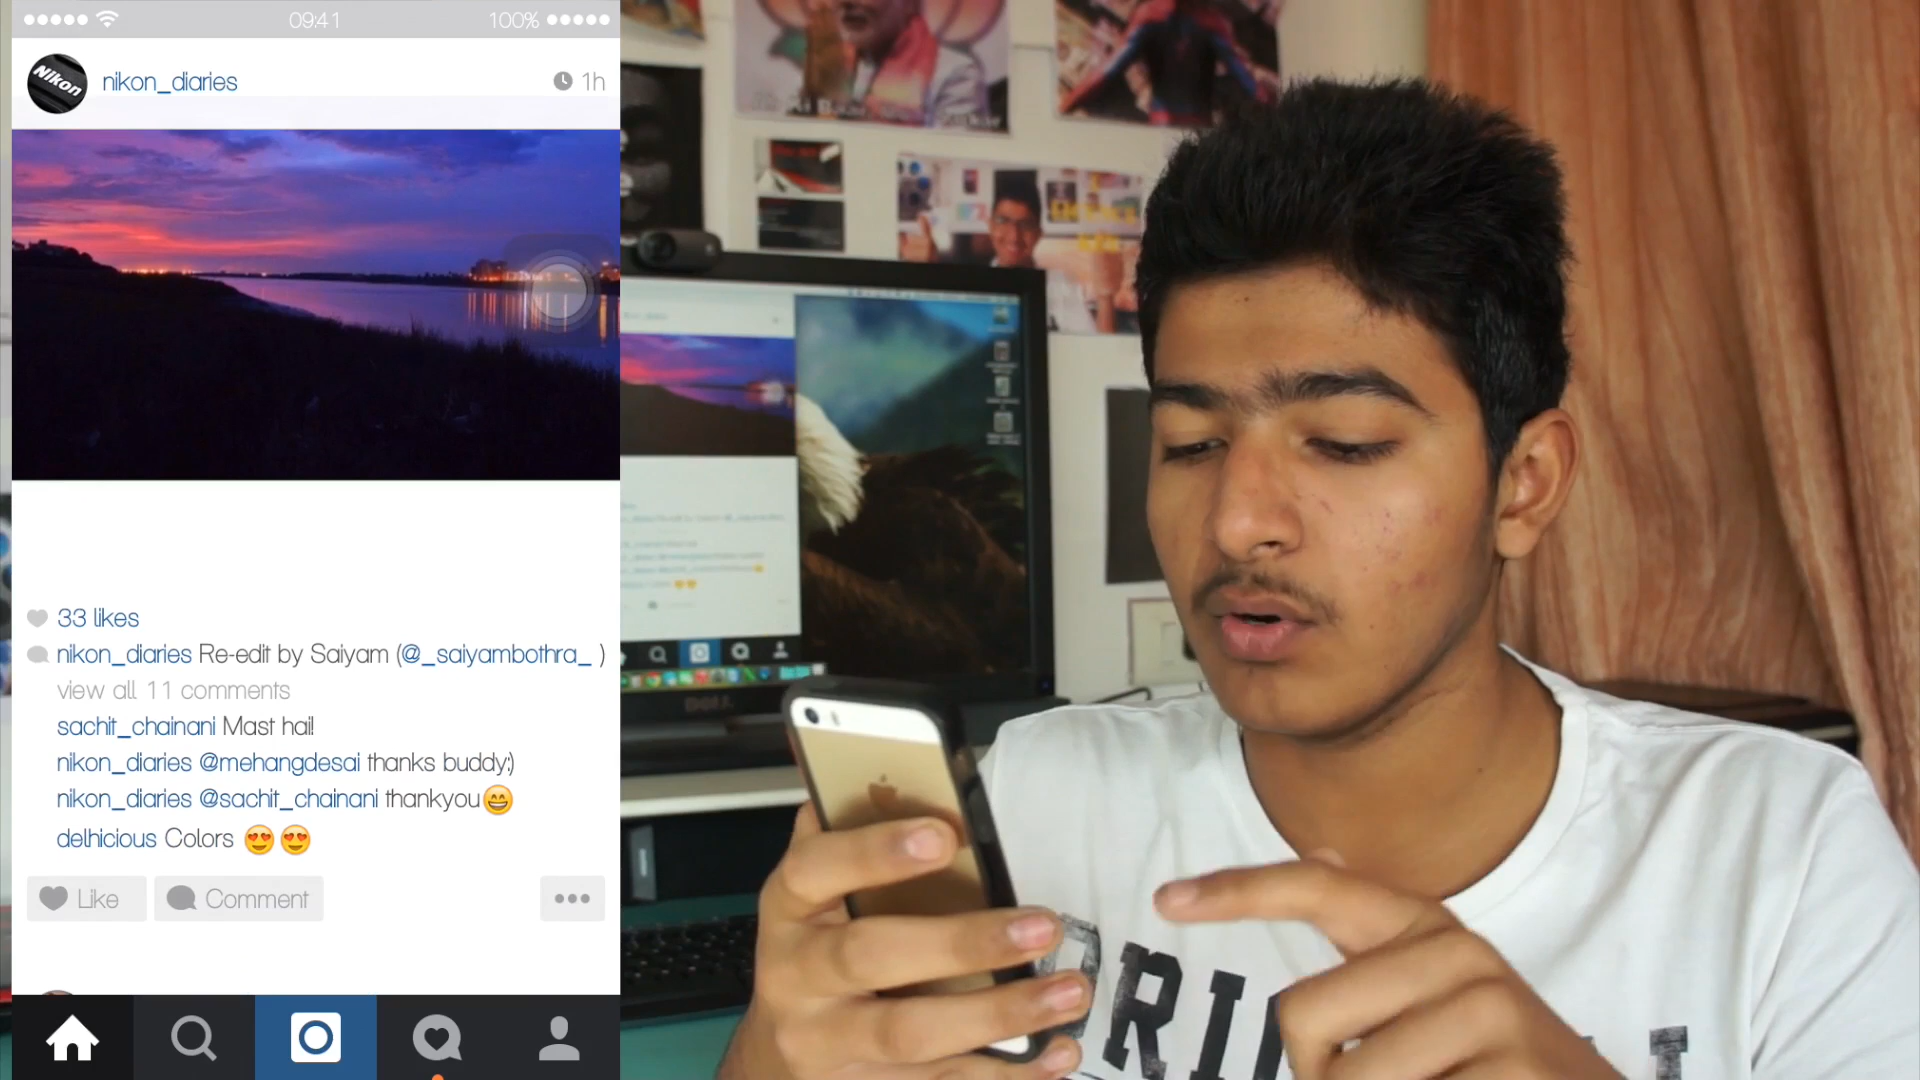 09:41
100%
Nikon
nikon_diaries
1h
33 likes
nikon_diaries Re-edit by Saiyam (@_saiyambothra_ )
view all 11 comments
sachit_chainani Mast hai!
nikon_diaries @mehangdesai thanks buddy:)
nikon_diaries @sachit_chainani thankyou😄
delhicious Colors 😍😍
Like
Comment
DELL